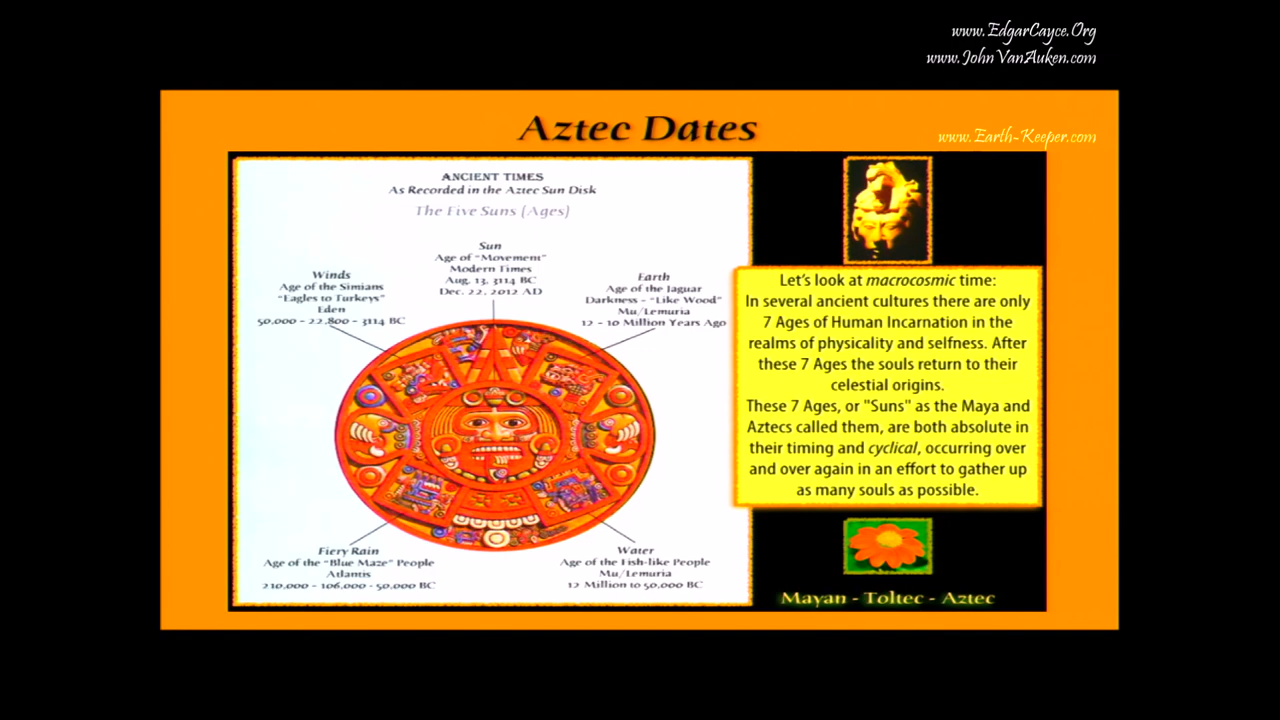 www.EdgarCayce.Org
www.JohnVanAuken.com
Aztec Dates
www.Earth-Keeper.com
ANCIENT TIMES
As Recorded in the Aztec Sun Disk
The Five Suns (Ages)
Sun
Age of "Movement"
Modern Times
Aug. 13, 3114 BC
Dec. 22, 2012 AD
Winds
Age of the Simians
"Eagles to Turkeys"
Eden
50,000 - 22,800 - 3114 BC
Earth
Age of the Jaguar
Darkness - "Like Wood"
Mu/Lemuria
12 - 10 Million Years Ago
Fiery Rain
Age of the "Blue Maze" People
Atlantis
210,000 - 106,000 - 50,000 BC
Water
Age of the Fish-like People
Mu/Lemuria
12 Million to 50,000 BC
Let's look at macrocosmic time:
In several ancient cultures there are only
7 Ages of Human Incarnation in the
realms of physicality and selfness. After
these 7 Ages the souls return to their
celestial origins.
These 7 Ages, or "Suns" as the Maya and
Aztecs called them, are both absolute in
their timing and cyclical, occurring over
and over again in an effort to gather up
as many souls as possible.
Mayan - Toltec - Aztec